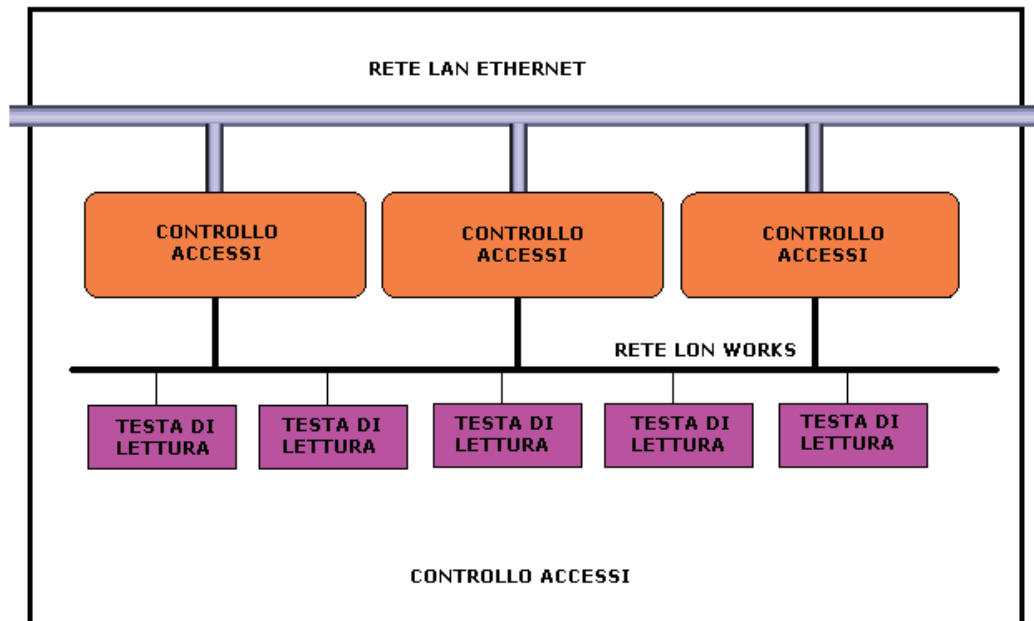 RETE LAN ETHERNET
CONTROLLO
ACCESSI
CONTROLLO
ACCESSI
CONTROLLO
ACCESSI
RETE LON WORKS
TESTA DI
LETTURA
TESTA DI
LETTURA
TESTA DI
LETTURA
TESTA DI
LETTURA
TESTA DI
LETTURA
CONTROLLO ACCESSI